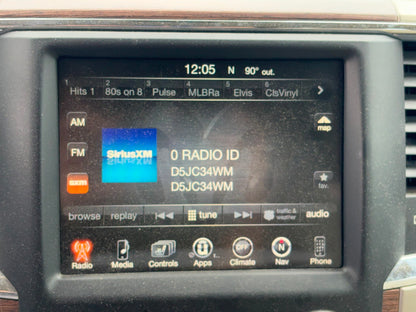 12:05 N 90° out.
1 2 3 4 5 6
Hits 1 80s on 8 Pulse MLBRa Elvis ClsVinyl
AM
map
FM
SiriusXM
0 RADIO ID
D5JC34WM
D5JC34WM
SXM
fav.
browse replay tune traffic & weather audio
OFF N
Radio Media Controls Apps Climate Nav Phone